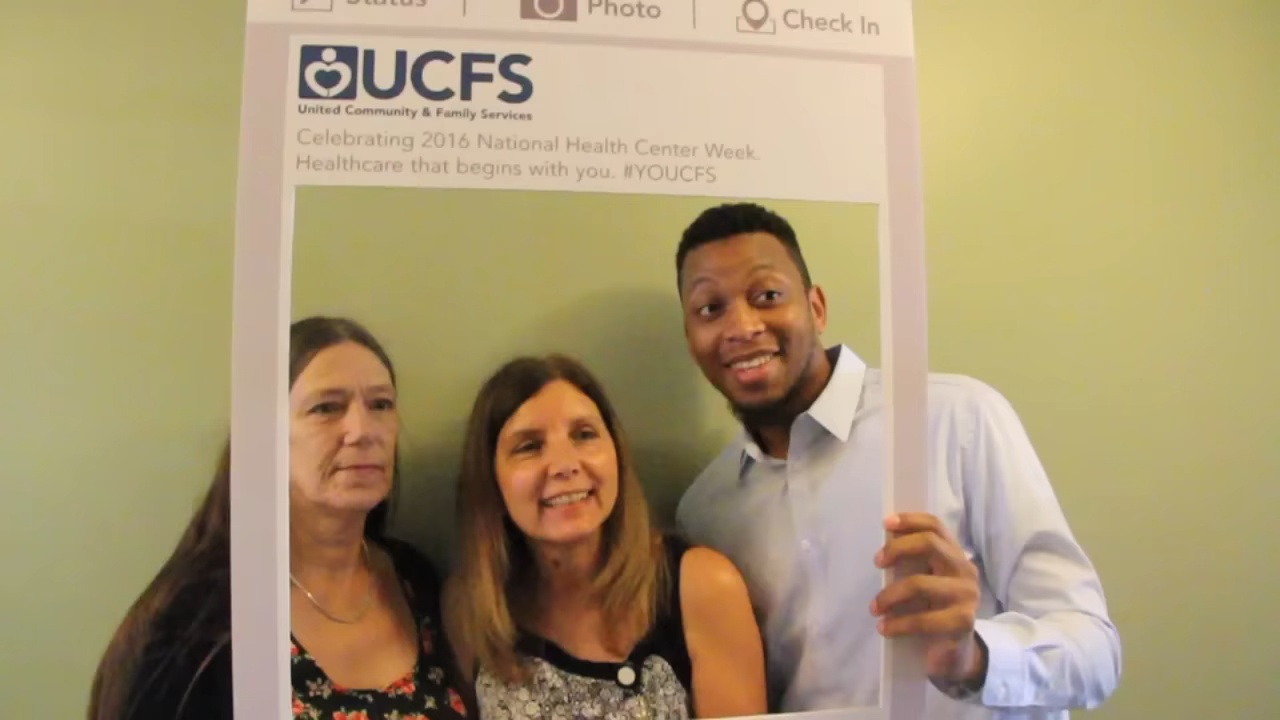 Status | Photo | Check In
UCFS
United Community & Family Services
Celebrating 2016 National Health Center Week.
Healthcare that begins with you. #YOUCFS